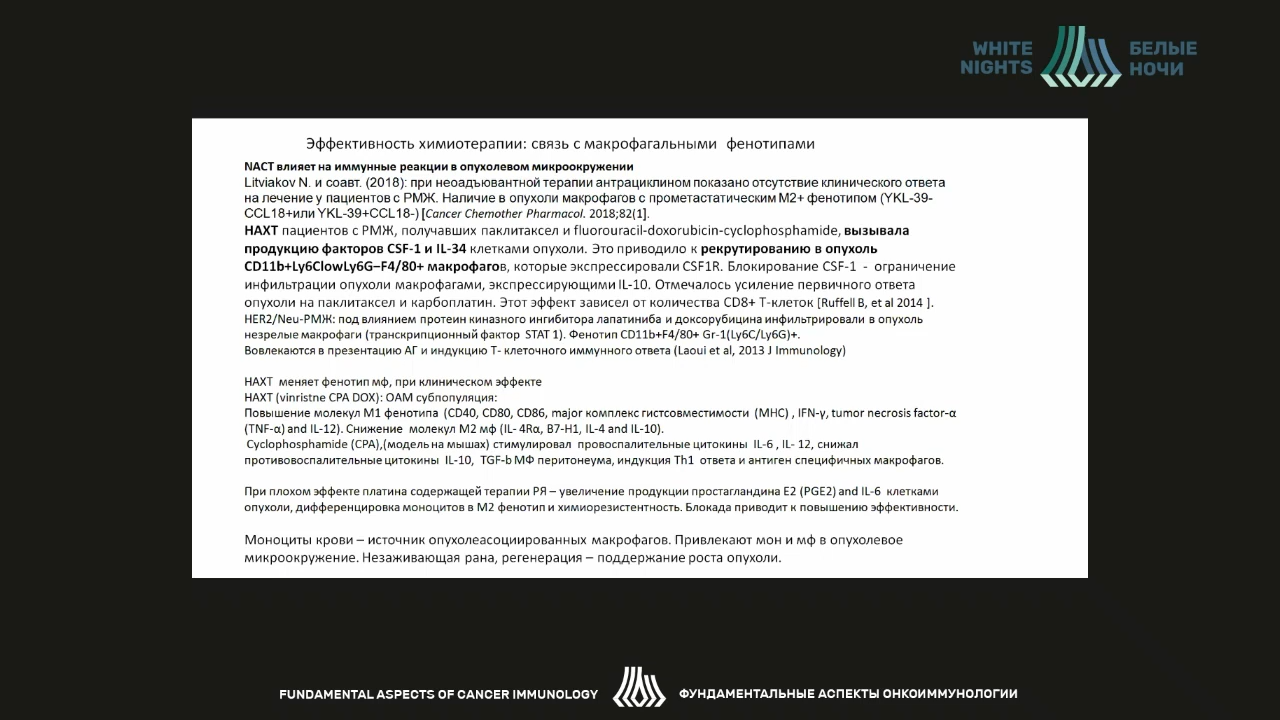 WHITE NIGHTS
БЕЛЫЕ НОЧИ
Эффективность химиотерапии: связь с макрофагальными фенотипами
NACT влияет на иммунные реакции в опухолевом микроокружении
Litviakov N. и соавт. (2018): при неоадъювантной терапии антрациклином показано отсутствие клинического ответа
на лечение у пациентов с РМЖ. Наличие в опухоли макрофагов с прометастатическим М2+ фенотипом (YKL-39-
CCL18+или YKL-39+CCL18-) [Cancer Chemother Pharmacol. 2018;82(1].
НАХТ пациентов с РМЖ, получавших паклитаксел и fluorouracil-doxorubicin-cyclophosphamide, вызывала
продукцию факторов CSF-1 и IL-34 клетками опухоли. Это приводило к рекрутированию в опухоль
CD11b+Ly6ClowLy6G–F4/80+ макрофагов, которые экспрессировали CSF1R. Блокирование CSF-1 - ограничение
инфильтрации опухоли макрофагами, экспрессирующими IL-10. Отмечалось усиление первичного ответа
опухоли на паклитаксел и карбоплатин. Этот эффект зависел от количества CD8+ Т-клеток [Ruffell B, et al 2014 ].
HER2/Neu-РМЖ: под влиянием протеин киназного ингибитора лапатиниба и доксорубицина инфильтрировали в опухоль
незрелые макрофаги (транскрипционный фактор STAT 1). Фенотип CD11b+F4/80+ Gr-1(Ly6C/Ly6G)+.
Вовлекаются в презентацию АГ и индукцию Т- клеточного иммунного ответа (Laoui et al, 2013 J Immunology)
НАХТ меняет фенотип мф, при клиническом эффекте
НАХТ (vinristne CPA DOX): ОАМ субпопуляция:
Повышение молекул М1 фенотипа (CD40, CD80, CD86, major комплекс гистсовместимости (MHC) , IFN-γ, tumor necrosis factor-α
(TNF-α) and IL-12). Снижение молекул М2 мф (IL- 4Rα, B7-H1, IL-4 and IL-10).
Cyclophosphamide (CPA),(модель на мышах) стимулировал провоспалительные цитокины IL-6 , IL- 12, снижал
противовоспалительные цитокины IL-10, TGF-b МФ перитонеума, индукция Th1 ответа и антиген специфичных макрофагов.
При плохом эффекте платина содержащей терапии РЯ – увеличение продукции простагландина Е2 (PGE2) and IL-6 клетками
опухоли, дифференцировка моноцитов в М2 фенотип и химиорезистентность. Блокада приводит к повышению эффективности.
Моноциты крови – источник опухолеасоциированных макрофагов. Привлекают мон и мф в опухолевое
микроокружение. Незаживающая рана, регенерация – поддержание роста опухоли.
FUNDAMENTAL ASPECTS OF CANCER IMMUNOLOGY
ФУНДАМЕНТАЛЬНЫЕ АСПЕКТЫ ОНКОИММУНОЛОГИИ